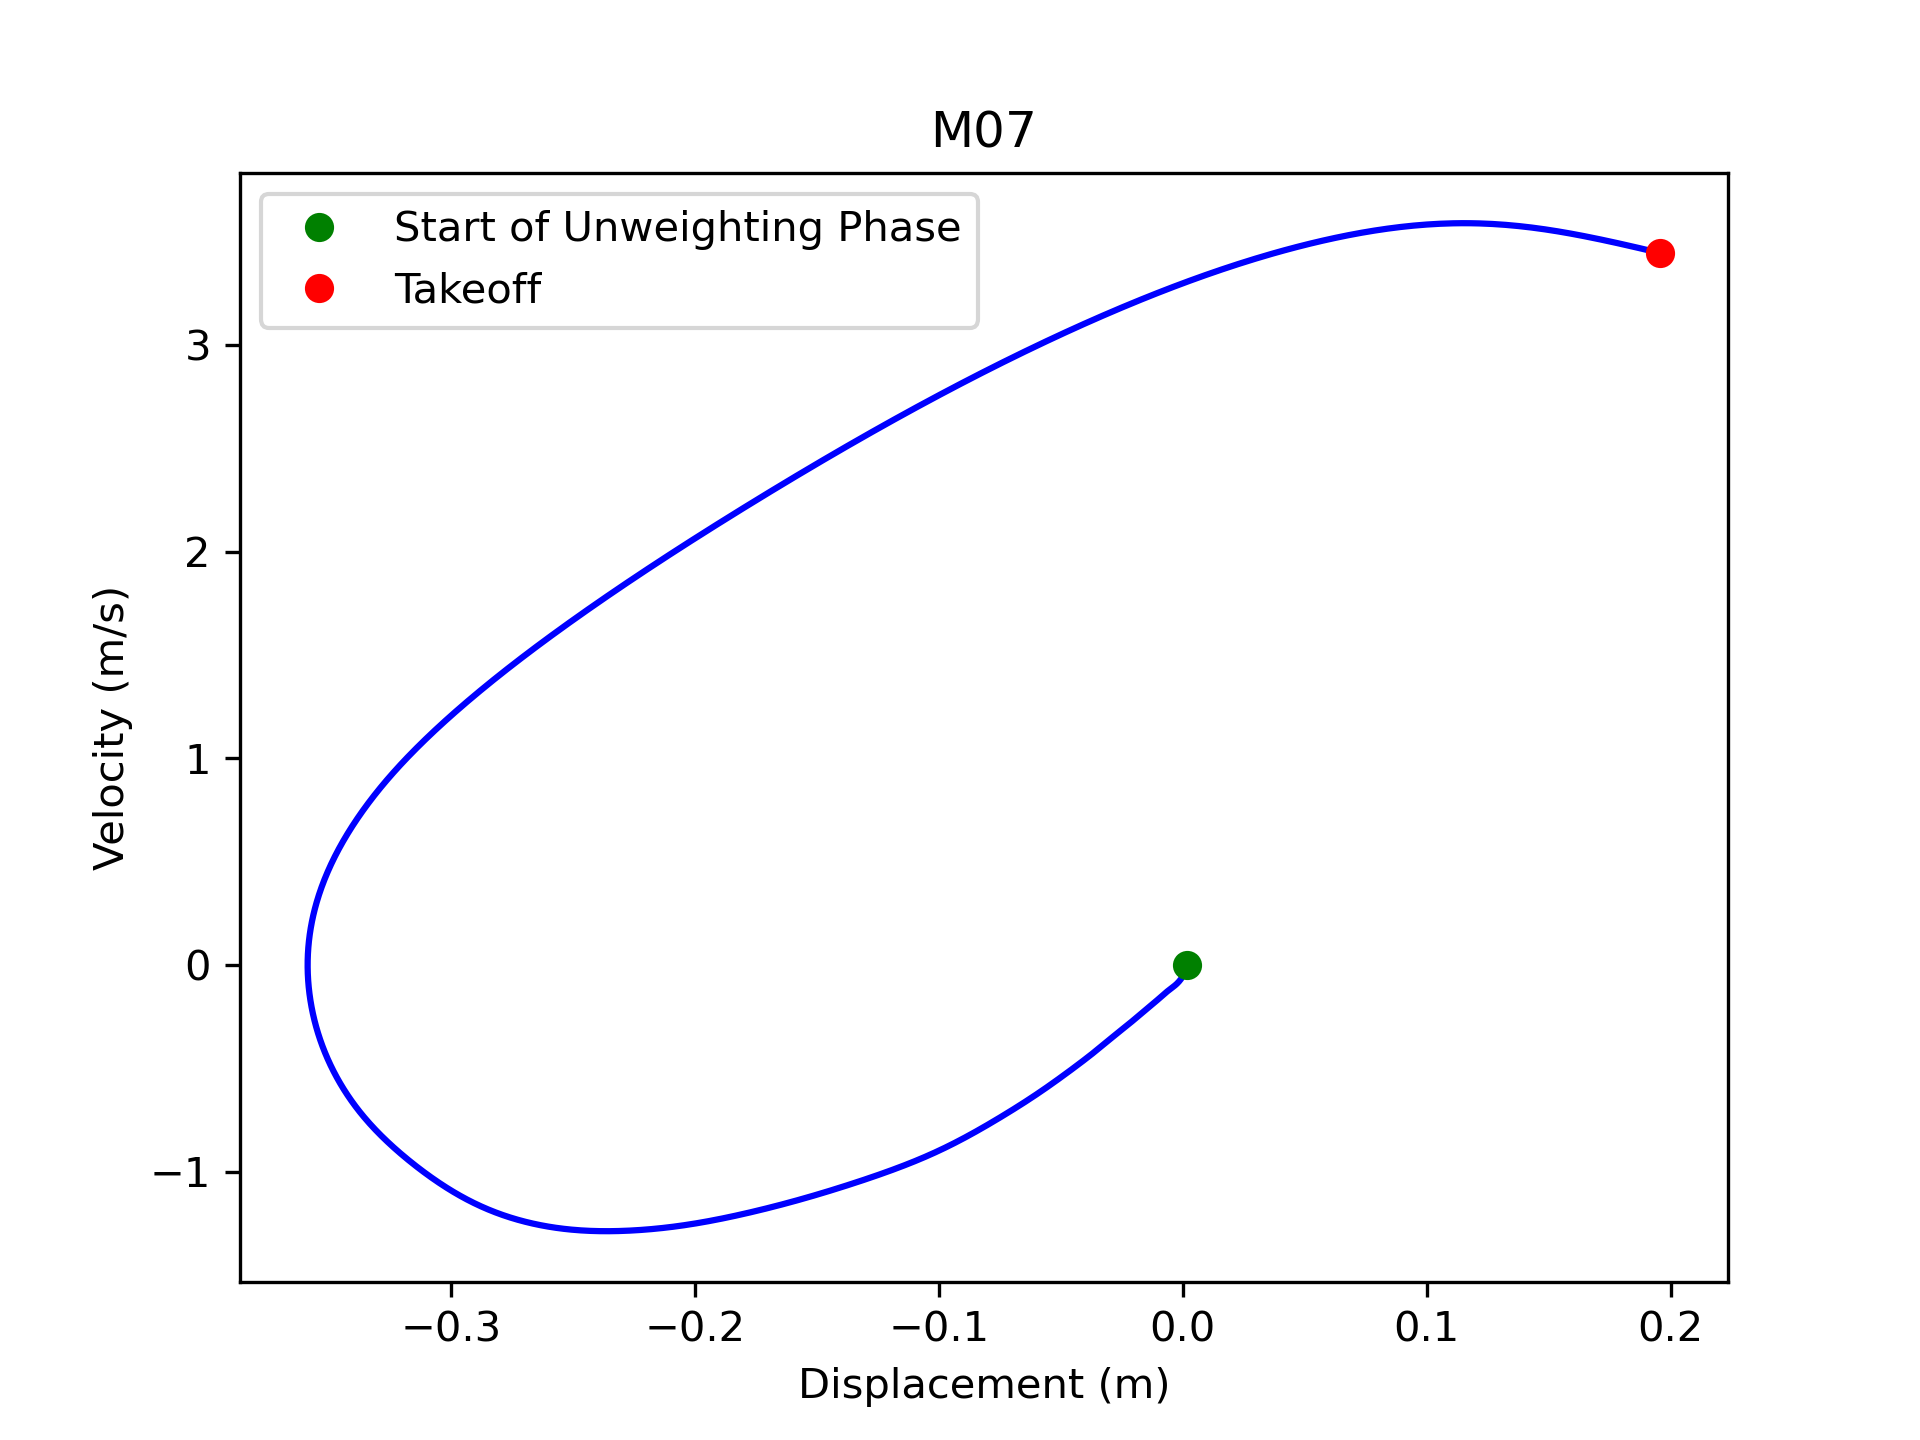 M07
Start of Unweighting Phase
Takeoff
3
2
1
0
−1
Velocity (m/s)
−0.3 −0.2 −0.1 0.0 0.1 0.2
Displacement (m)